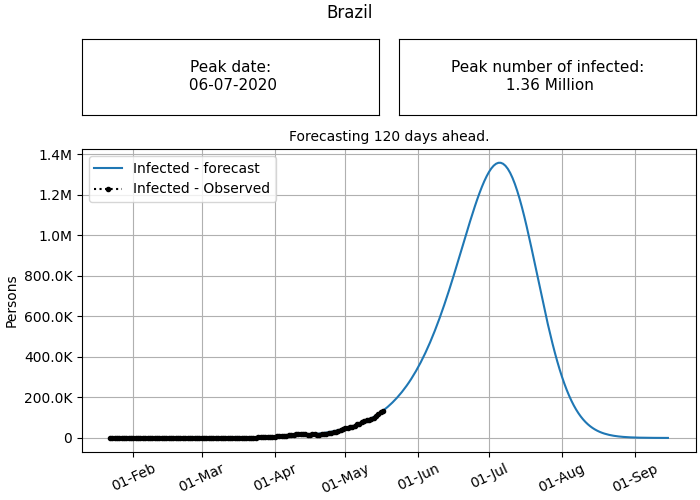 Brazil
Peak date:
06-07-2020
Peak number of infected:
1.36 Million
Forecasting 120 days ahead.
Infected - forecast
Infected - Observed
1.4M
1.2M
1.0M
800.0K
600.0K
400.0K
200.0K
0
Persons
01-Feb
01-Mar
01-Apr
01-May
01-Jun
01-Jul
01-Aug
01-Sep